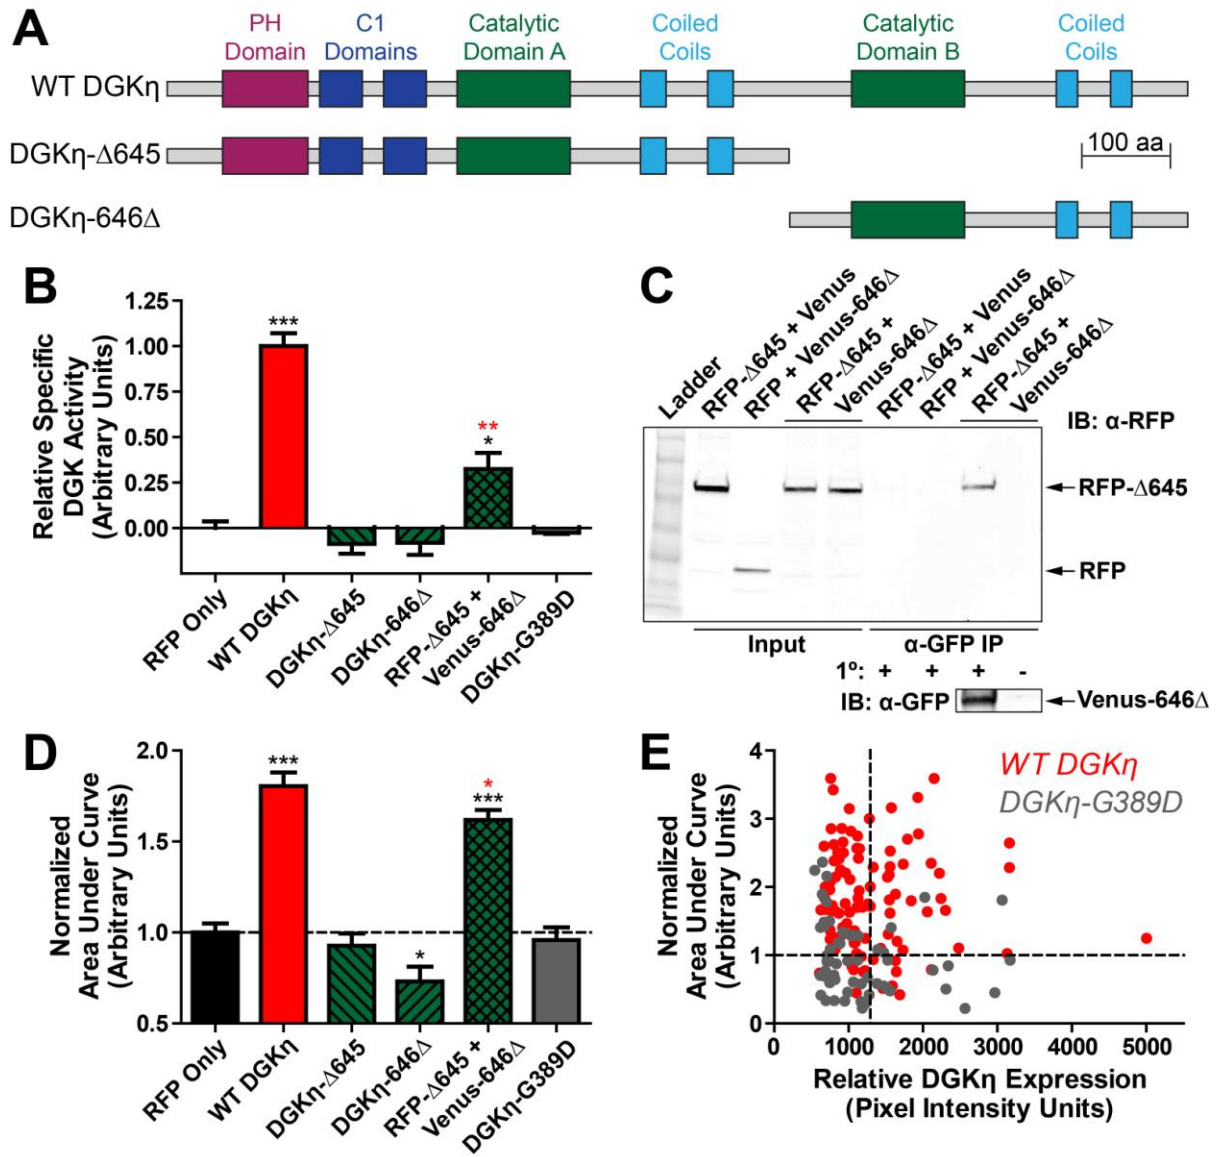 A
PH
Domain
C1
Domains
Catalytic
Domain A
Coiled
Coils
Catalytic
Domain B
Coiled
Coils
WT DGKη
DGKη-Δ645
100 aa
DGKη-646Δ
B
Relative Specific
DGK Activity
(Arbitrary Units)
1.25
1.00
0.75
0.50
0.25
0.00
***
**
*
RFP Only
WT DGKη
DGKη-Δ645
DGKη-646Δ
RFP-Δ645 +
Venus-646Δ
DGKη-G389D
C
Ladder
RFP-Δ645 + Venus
RFP + Venus-646Δ
RFP-Δ645 +
Venus-646Δ
RFP-Δ645 + Venus
RFP + Venus-646Δ
RFP-Δ645 +
Venus-646Δ
IB: α-RFP
RFP-Δ645
RFP
Input
α-GFP IP
1º: + + + -
IB: α-GFP
Venus-646Δ
D
Normalized
Area Under Curve
(Arbitrary Units)
2.0
1.5
1.0
0.5
***
*
*
***
RFP Only
WT DGKη
DGKη-Δ645
DGKη-646Δ
RFP-Δ645 +
Venus-646Δ
DGKη-G389D
E
Normalized
Area Under Curve
(Arbitrary Units)
4
3
2
1
0
WT DGKη
DGKη-G389D
0 1000 2000 3000 4000 5000
Relative DGKη Expression
(Pixel Intensity Units)